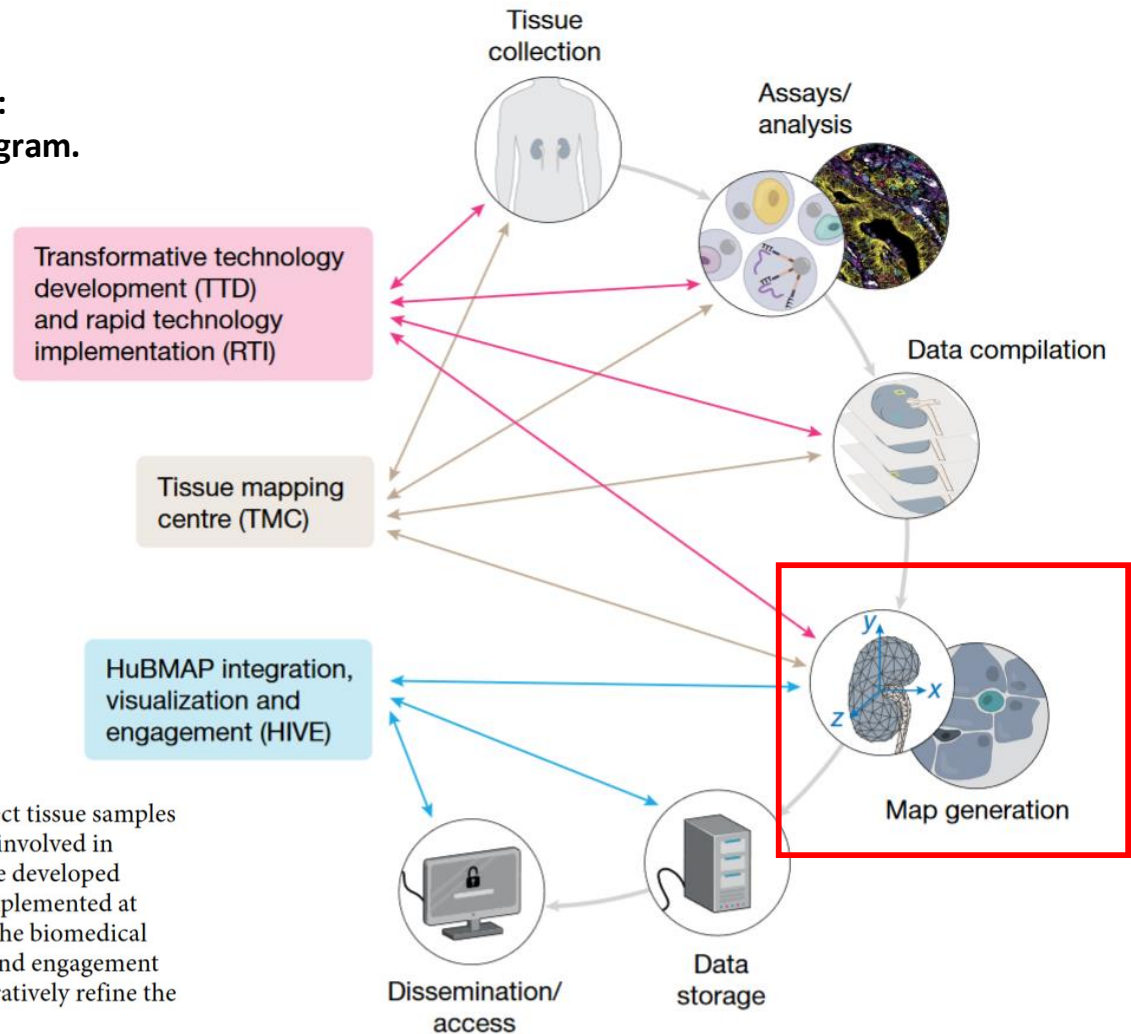 :
gram.
Tissue
collection
Assays/
analysis
Transformative technology
development (TTD)
and rapid technology
implementation (RTI)
Data compilation
Tissue mapping
centre (TMC)
HuBMAP integration,
visualization and
engagement (HIVE)
y
x
z
Map generation
ect tissue samples
involved in
e developed
plemented at
he biomedical
nd engagement
ratively refine the
Data
storage
Dissemination/
access